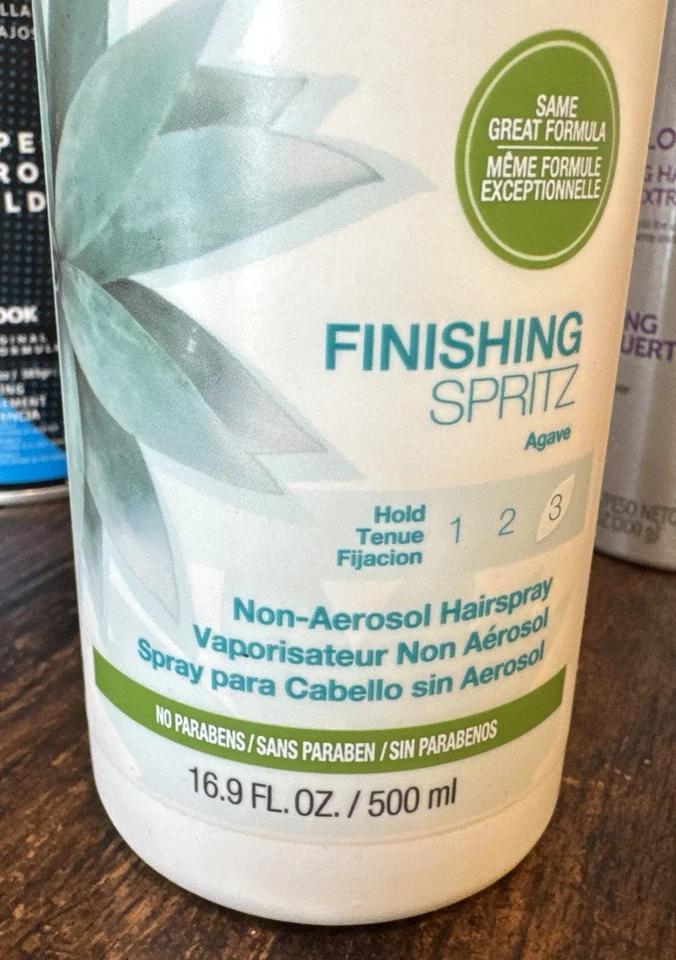 SAME
GREAT FORMULA
MÊME FORMULE
EXCEPTIONNELLE
FINISHING
SPRITZ
Agave
Hold
Tenue
Fijacion
1 2 3
Non-Aerosol Hairspray
Vaporisateur Non Aérosol
Spray para Cabello sin Aerosol
NO PARABENS / SANS PARABEN / SIN PARABENOS
16.9 FL. OZ. / 500 ml